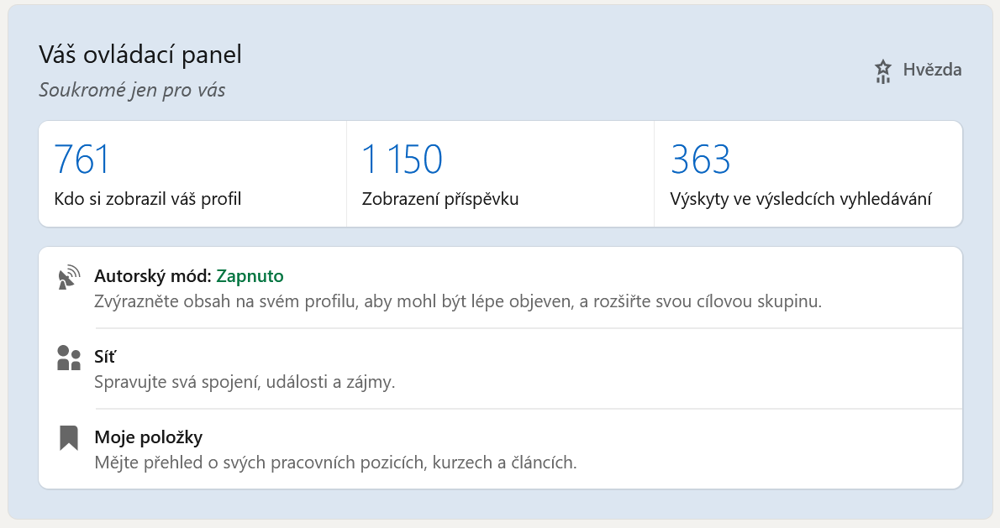 Váš ovládací panel
Soukromé jen pro vás
Hvězda
761
Kdo si zobrazil váš profil
1 150
Zobrazení příspěvku
363
Výskyty ve výsledcích vyhledávání
Autorský mód: Zapnuto
Zvýrazněte obsah na svém profilu, aby mohl být lépe objeven, a rozšiřte svou cílovou skupinu.
Síť
Spravujte svá spojení, události a zájmy.
Moje položky
Mějte přehled o svých pracovních pozicích, kurzech a článcích.